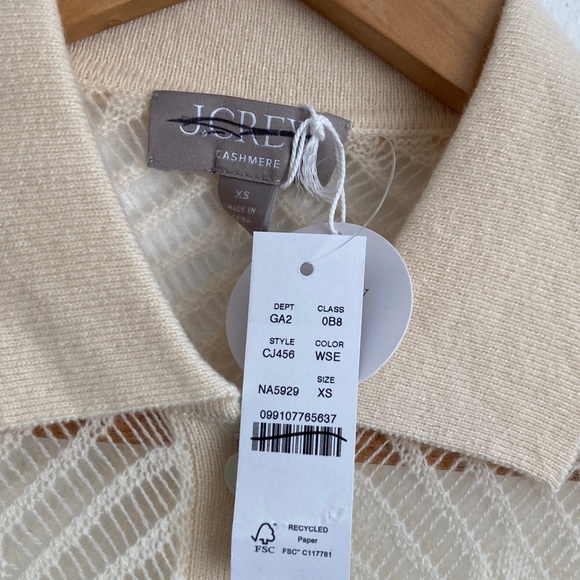 J.CREW
CASHMERE
XS
MADE IN
DEPT CLASS
GA2 0B8
STYLE COLOR
CJ456 WSE
SIZE
NA5929 XS
099107765637
RECYCLED
Paper
FSC
FSC® C117781